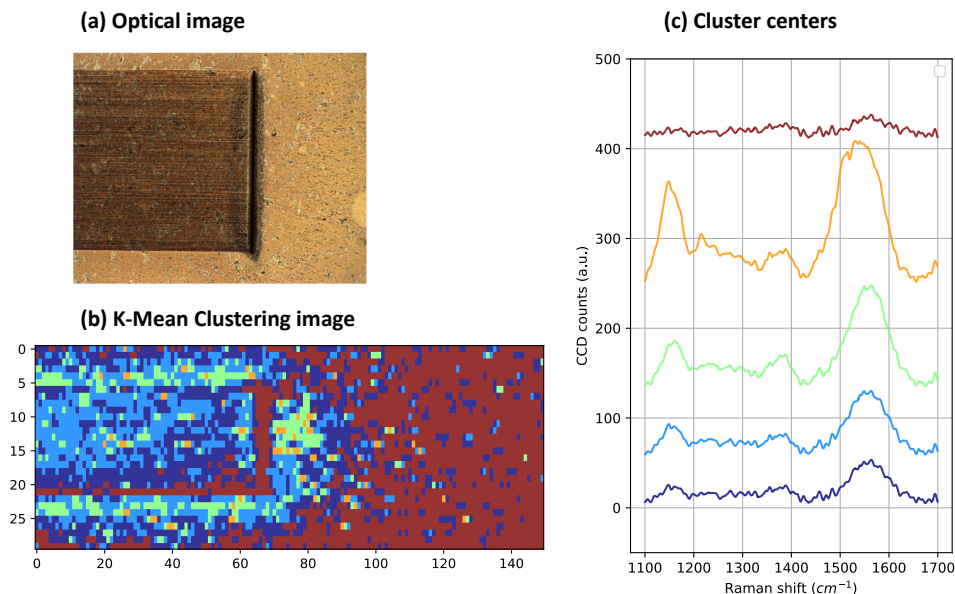 (a) Optical image
(c) Cluster centers
500
400
300
200
100
0
CCD counts (a.u.)
1100 1200 1300 1400 1500 1600 1700
Raman shift (cm⁻¹)
(b) K-Mean Clustering image
0
5
10
15
20
25
0 20 40 60 80 100 120 140